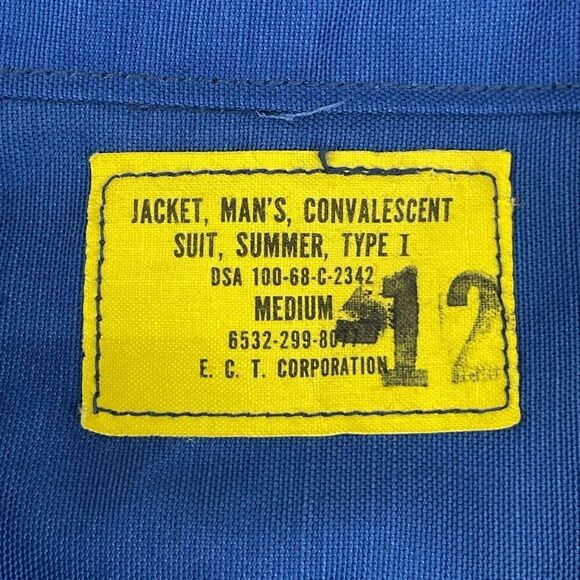 JACKET, MAN'S, CONVALESCENT
SUIT, SUMMER, TYPE I
DSA 100-68-C-2342
MEDIUM
12
E. C. T. CORPORATION